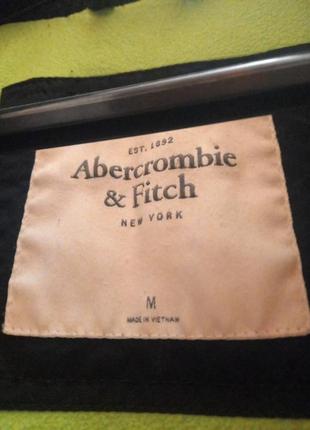 EST. 1892
Abercrombie
& Fitch
NEW YORK
M
MADE IN VIETNAM